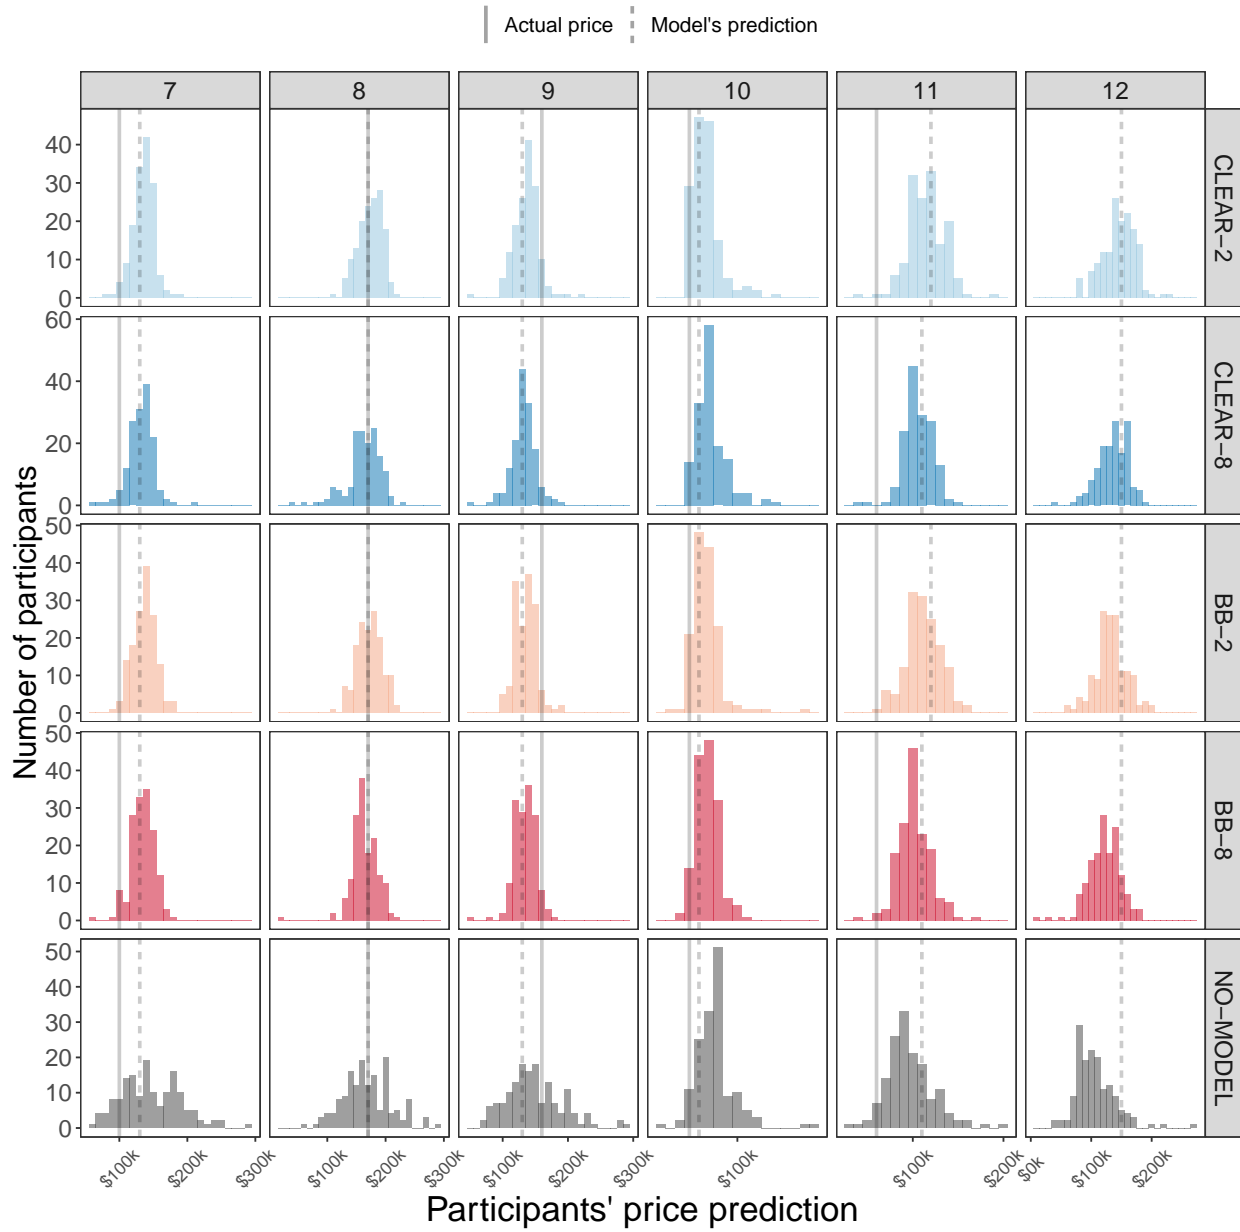 Actual price Model's prediction
7 8 9 10 11 12
Number of participants
40
30
20
10
0
CLEAR−2
60
40
20
0
CLEAR−8
50
40
30
20
10
0
BB−2
50
40
30
20
10
0
BB−8
50
40
30
20
10
0
NO−MODEL
$100k $200k $300k $100k $200k $300k $100k $200k $300k $100k $100k $200k $0k $100k $200k
Participants' price prediction